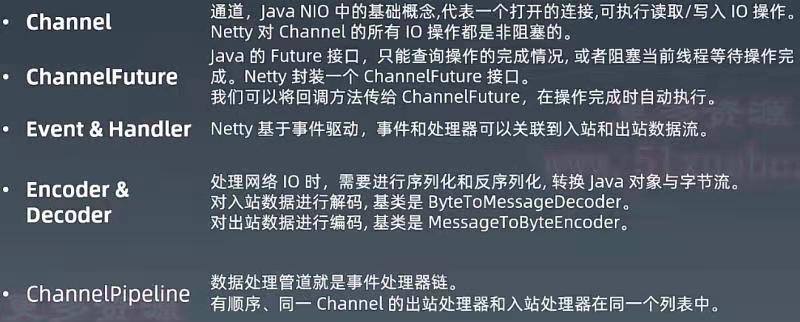 • Channel
通道，Java NIO 中的基础概念,代表一个打开的连接,可执行读取/写入 IO 操作。
Netty 对 Channel 的所有 IO 操作都是非阻塞的。
• ChannelFuture
Java 的 Future 接口，只能查询操作的完成情况, 或者阻塞当前线程等待操作完
成。Netty 封装一个 ChannelFuture 接口。
我们可以将回调方法传给 ChannelFuture，在操作完成时自动执行。
• Event & Handler
Netty 基于事件驱动，事件和处理器可以关联到入站和出站数据流。
• Encoder &
Decoder
处理网络 IO 时，需要进行序列化和反序列化, 转换 Java 对象与字节流。
对入站数据进行解码, 基类是 ByteToMessageDecoder。
对出站数据进行编码, 基类是 MessageToByteEncoder。
• ChannelPipeline
数据处理管道就是事件处理器链。
有顺序、同一 Channel 的出站处理器和入站处理器在同一个列表中。